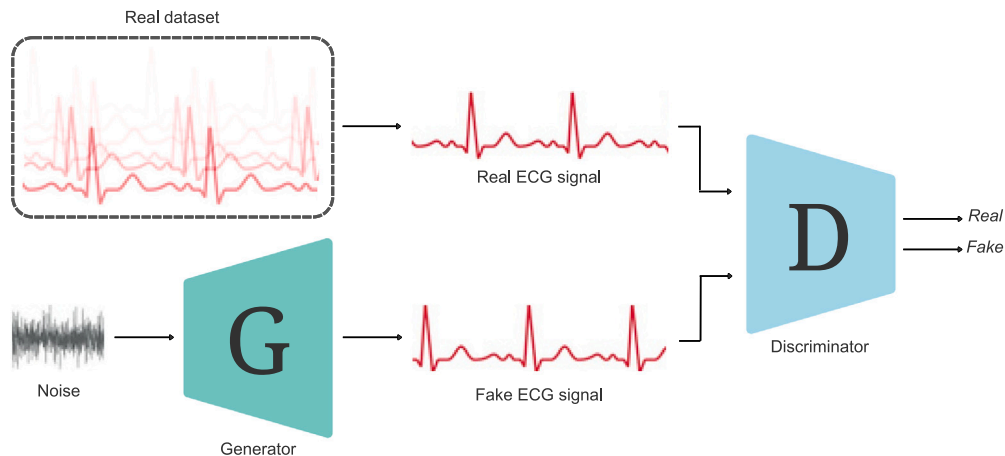 Real dataset
Real ECG signal
D
Real
Fake
G
Discriminator
Noise
Fake ECG signal
Generator